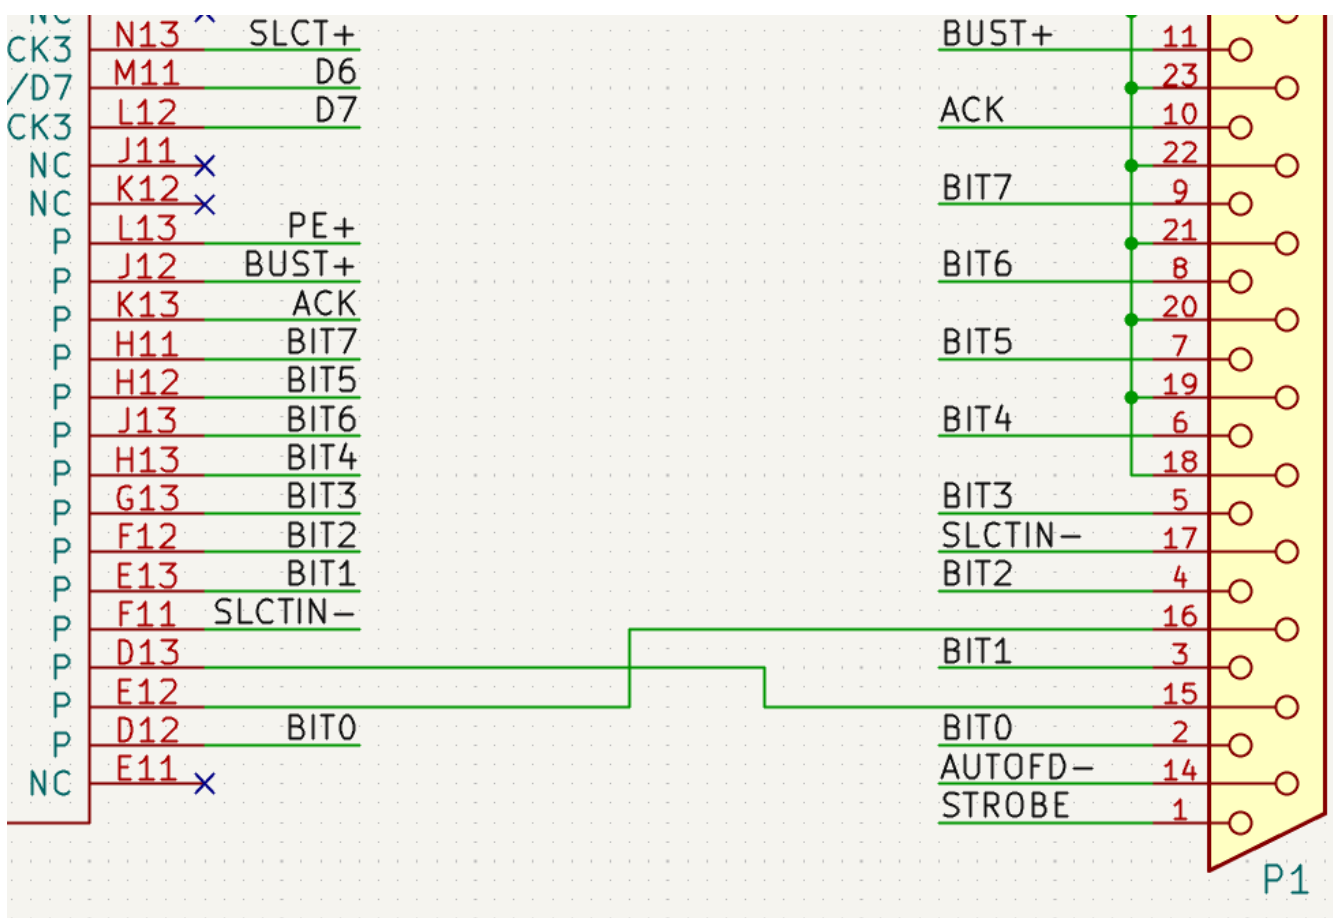 NC
CK3 N13 SLCT+ BUST+ 11
/D7 M11 D6 23
CK3 L12 D7 ACK 10
NC J11 22
NC K12 BIT7 9
P L13 PE+ 21
P J12 BUST+ BIT6 8
P K13 ACK 20
P H11 BIT7 BIT5 7
P H12 BIT5 19
P J13 BIT6 BIT4 6
P H13 BIT4 18
P G13 BIT3 BIT3 5
P F12 BIT2 SLCTIN- 17
P E13 BIT1 BIT2 4
P F11 SLCTIN- 16
P D13 BIT1 3
P E12 15
P D12 BIT0 BIT0 2
NC E11 AUTOFD- 14
STROBE 1
P1